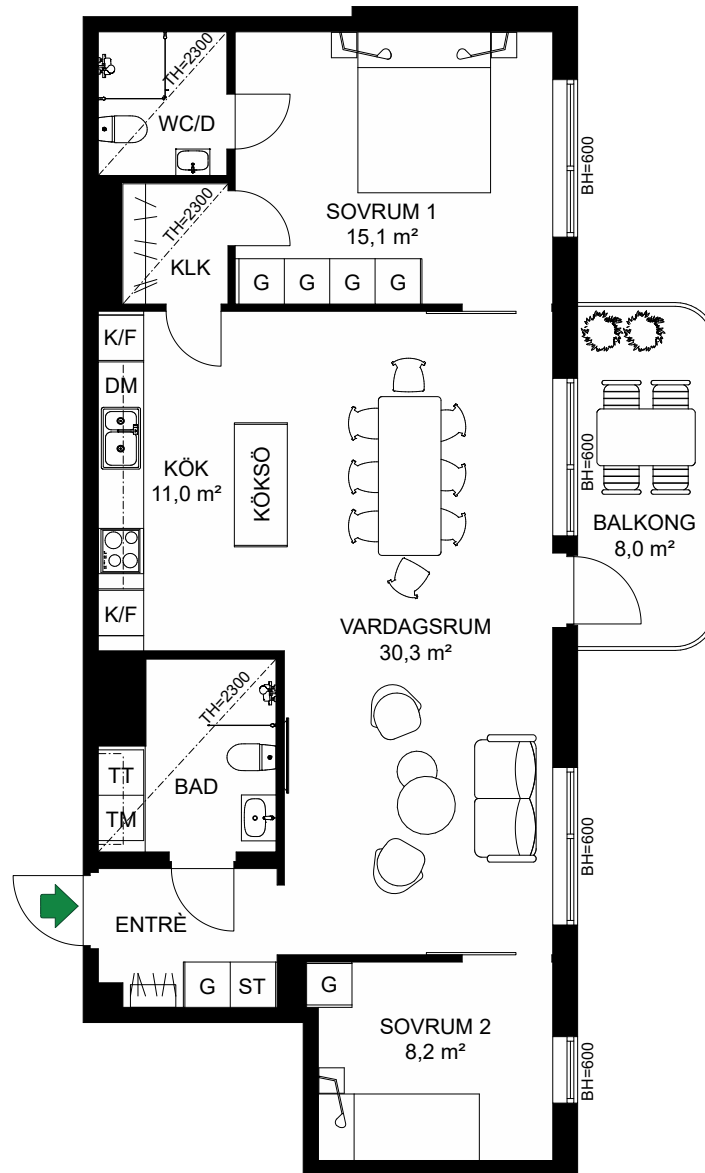 TH=2300
WC/D
BH=600
SOVRUM 1
15,1 m²
TH=2300
KLK
G G G G
K/F
DM
KÖK
11,0 m²
KÖKSÖ
BH=600
BALKONG
8,0 m²
K/F
VARDAGSRUM
30,3 m²
TH=2300
TT
BAD
TM
BH=600
ENTRÈ
G ST
G
SOVRUM 2
8,2 m²
BH=600